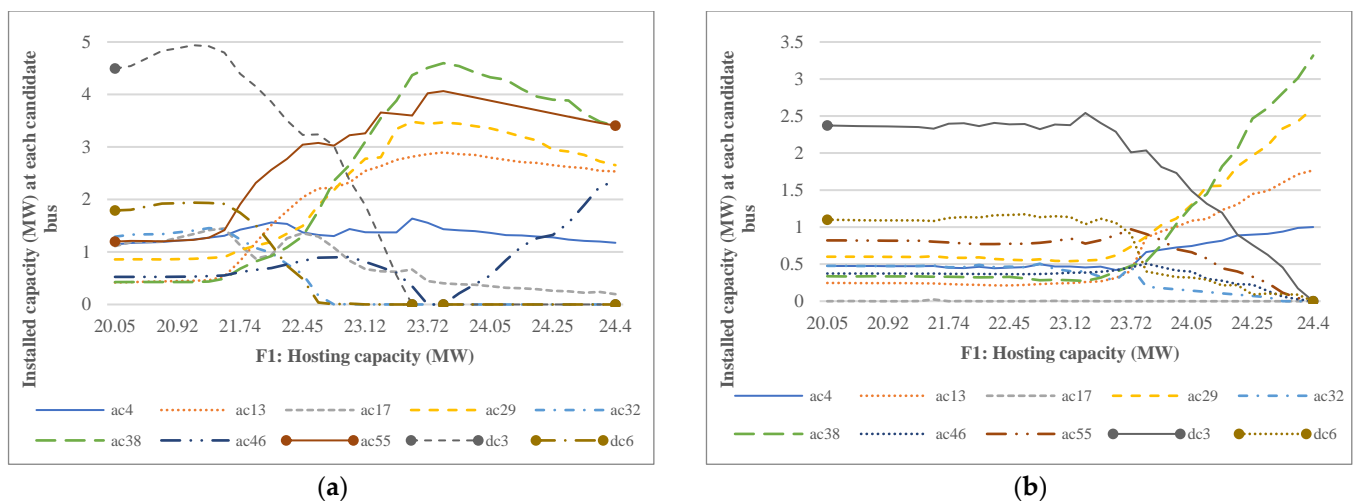 Installed capacity (MW) at each candidate
bus
5
4
3
2
1
0
20.05 20.92 21.74 22.45 23.12 23.72 24.05 24.25 24.4
F1: Hosting capacity (MW)
ac4 ac13 ac17 ac29 ac32
ac38 ac46 ac55 dc3 dc6
(a)
Installed capacity (MW) at each candidate
bus
3.5
3
2.5
2
1.5
1
0.5
0
20.05 20.92 21.74 22.45 23.12 23.72 24.05 24.25 24.4
F1: Hosting capacity (MW)
ac4 ac13 ac17 ac29 ac32
ac38 ac46 ac55 dc3 dc6
(b)